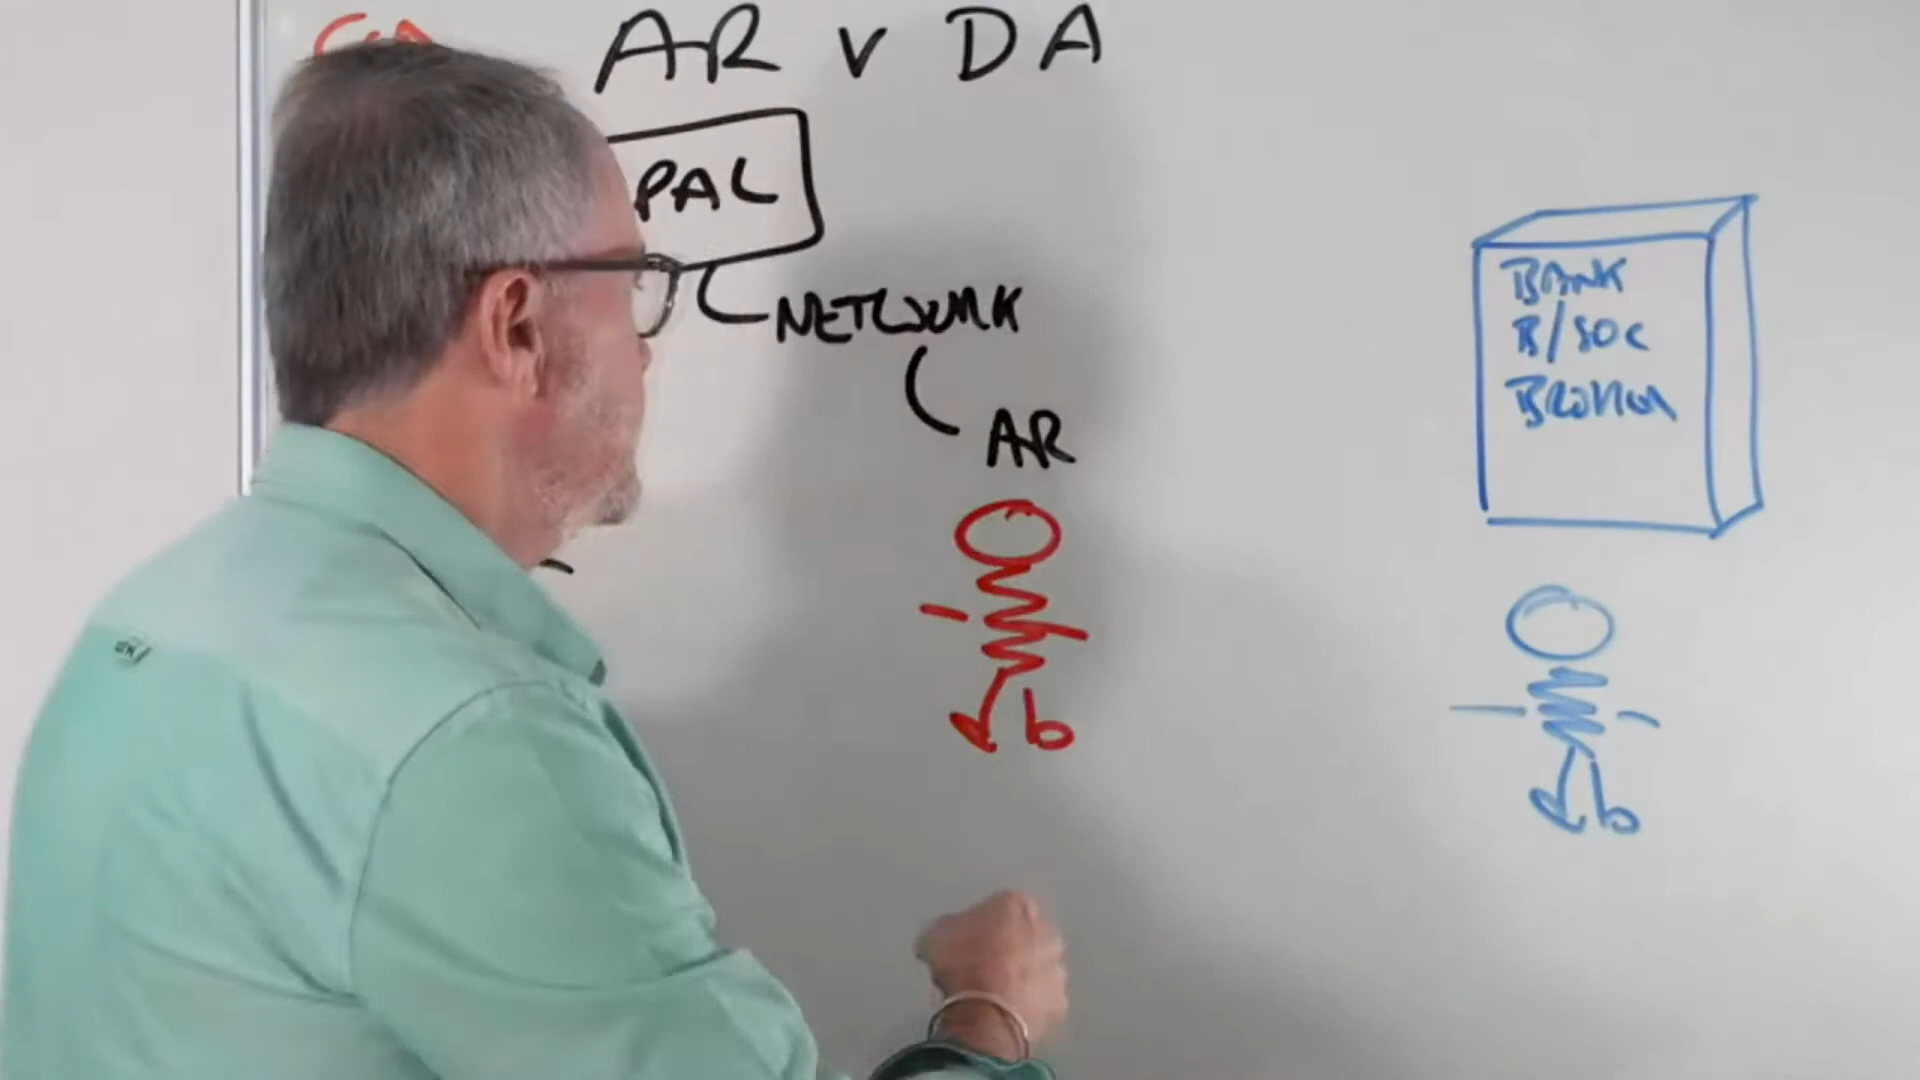 AR v DA
PAL
NETWORK
AR
BANK
B/SOC
BROKER